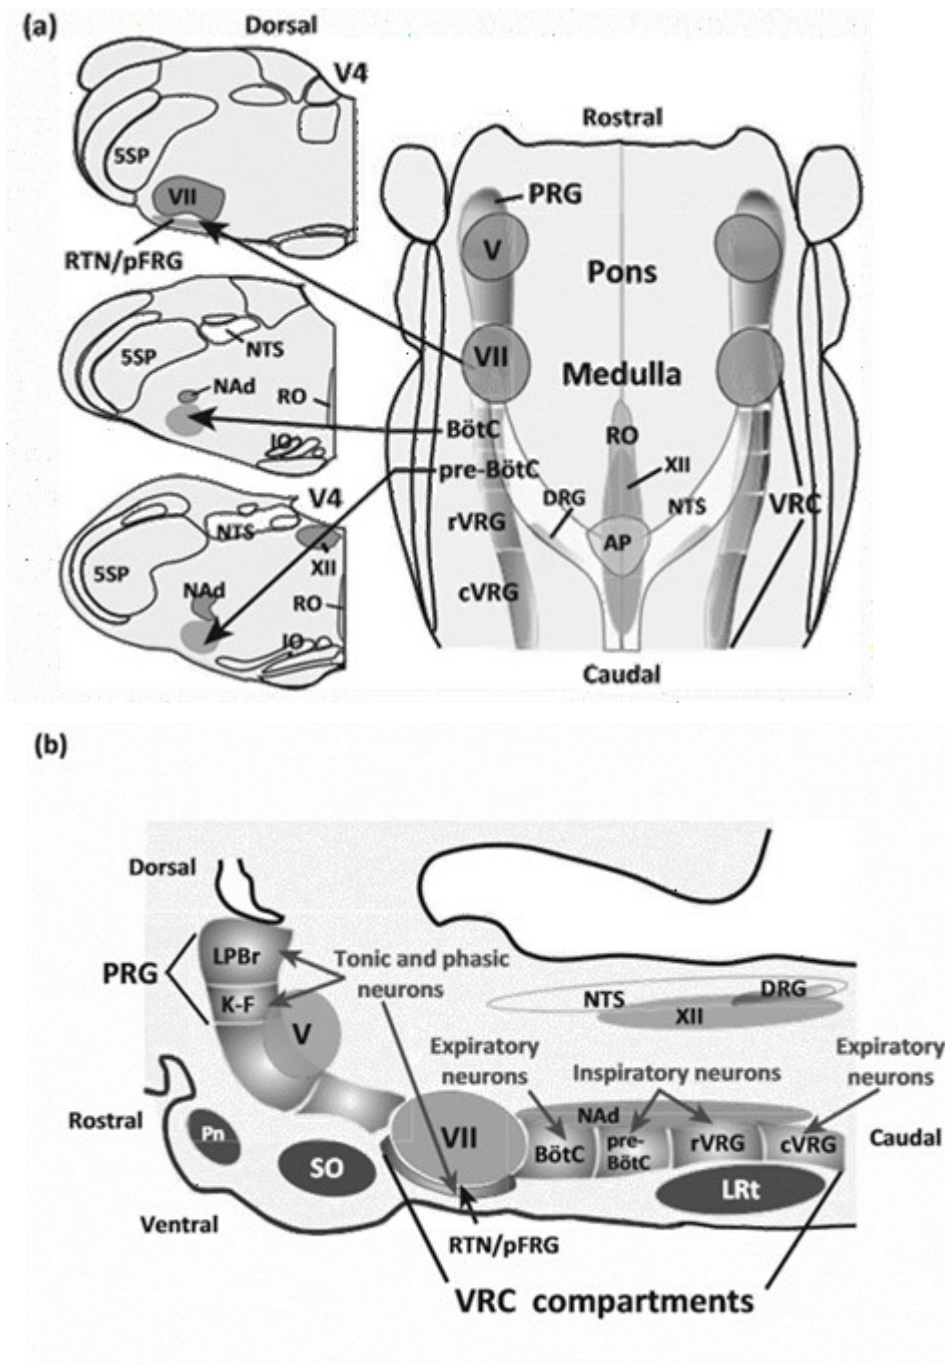 (a)
Dorsal
V4
5SP
VII
RTN/pFRG
5SP
NTS
NAd
RO
IO
V4
NTS
5SP
XII
NAd
RO
IO
Rostral
PRG
V
Pons
VII
Medulla
BötC
RO
pre-BötC
XII
DRG
NTS
rVRG
VRC
AP
cVRG
Caudal
(b)
Dorsal
PRG
LPBr
Tonic and phasic
neurons
K-F
V
NTS
DRG
XII
Expiratory
neurons
Inspiratory neurons
Expiratory
neurons
Rostral
Pn
SO
VII
NAd
BötC
pre-
BötC
rVRG
cVRG
Caudal
LRt
Ventral
RTN/pFRG
VRC compartments